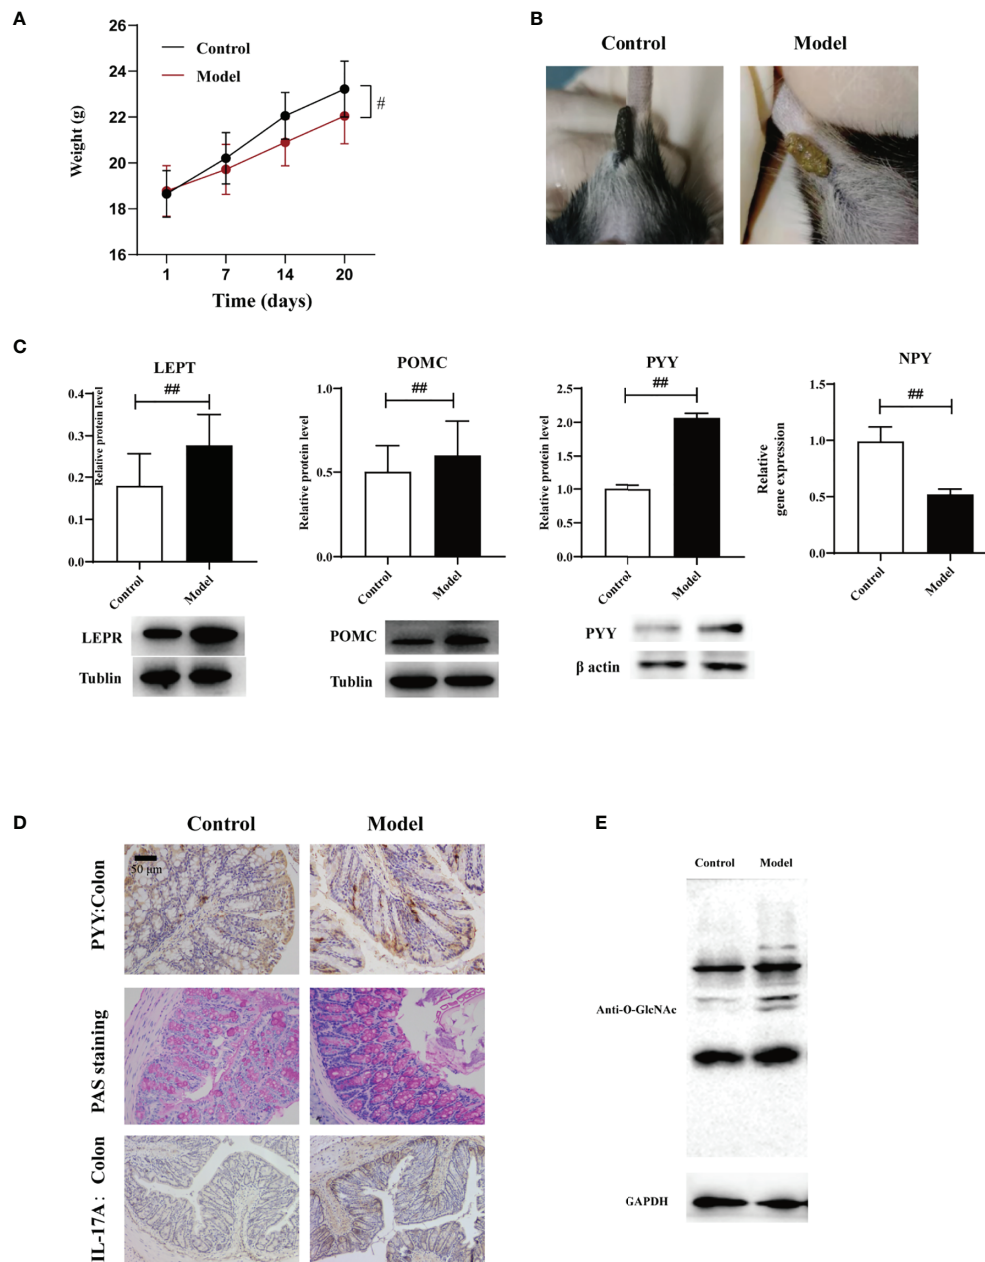 A
26
24
22
20
18
16
Weight (g)
Control
Model
#
1 7 14 20
Time (days)
B
Control Model
C
LEPT
##
0.4
0.3
0.2
0.1
0.0
Relative protein level
Control Model
LEPR
Tublin
POMC
##
1.0
0.5
0.0
Relative protein level
Control Model
POMC
Tublin
PYY
##
2.5
2.0
1.5
1.0
0.5
0.0
Relative protein level
Control Model
PYY
β actin
NPY
##
1.5
1.0
0.5
0.0
Relative
gene expression
Control Model
D
Control Model
50 μm
PYY:Colon
PAS staining
IL-17A: Colon
E
Control Model
Anti-O-GlcNAc
GAPDH